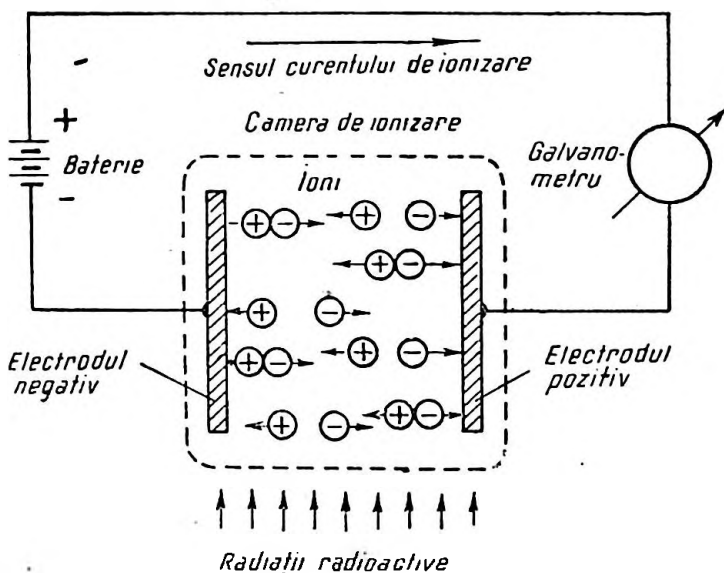 Sensul curentului de ionizare
-
+
Camera de ionizare
Baterie
-
Galvano-
metru
Ioni
+ - + -
+ -
+ -
+ - + -
+ - + -
Electrodul
negativ
Electrodul
pozitiv
Radiatii radioactive